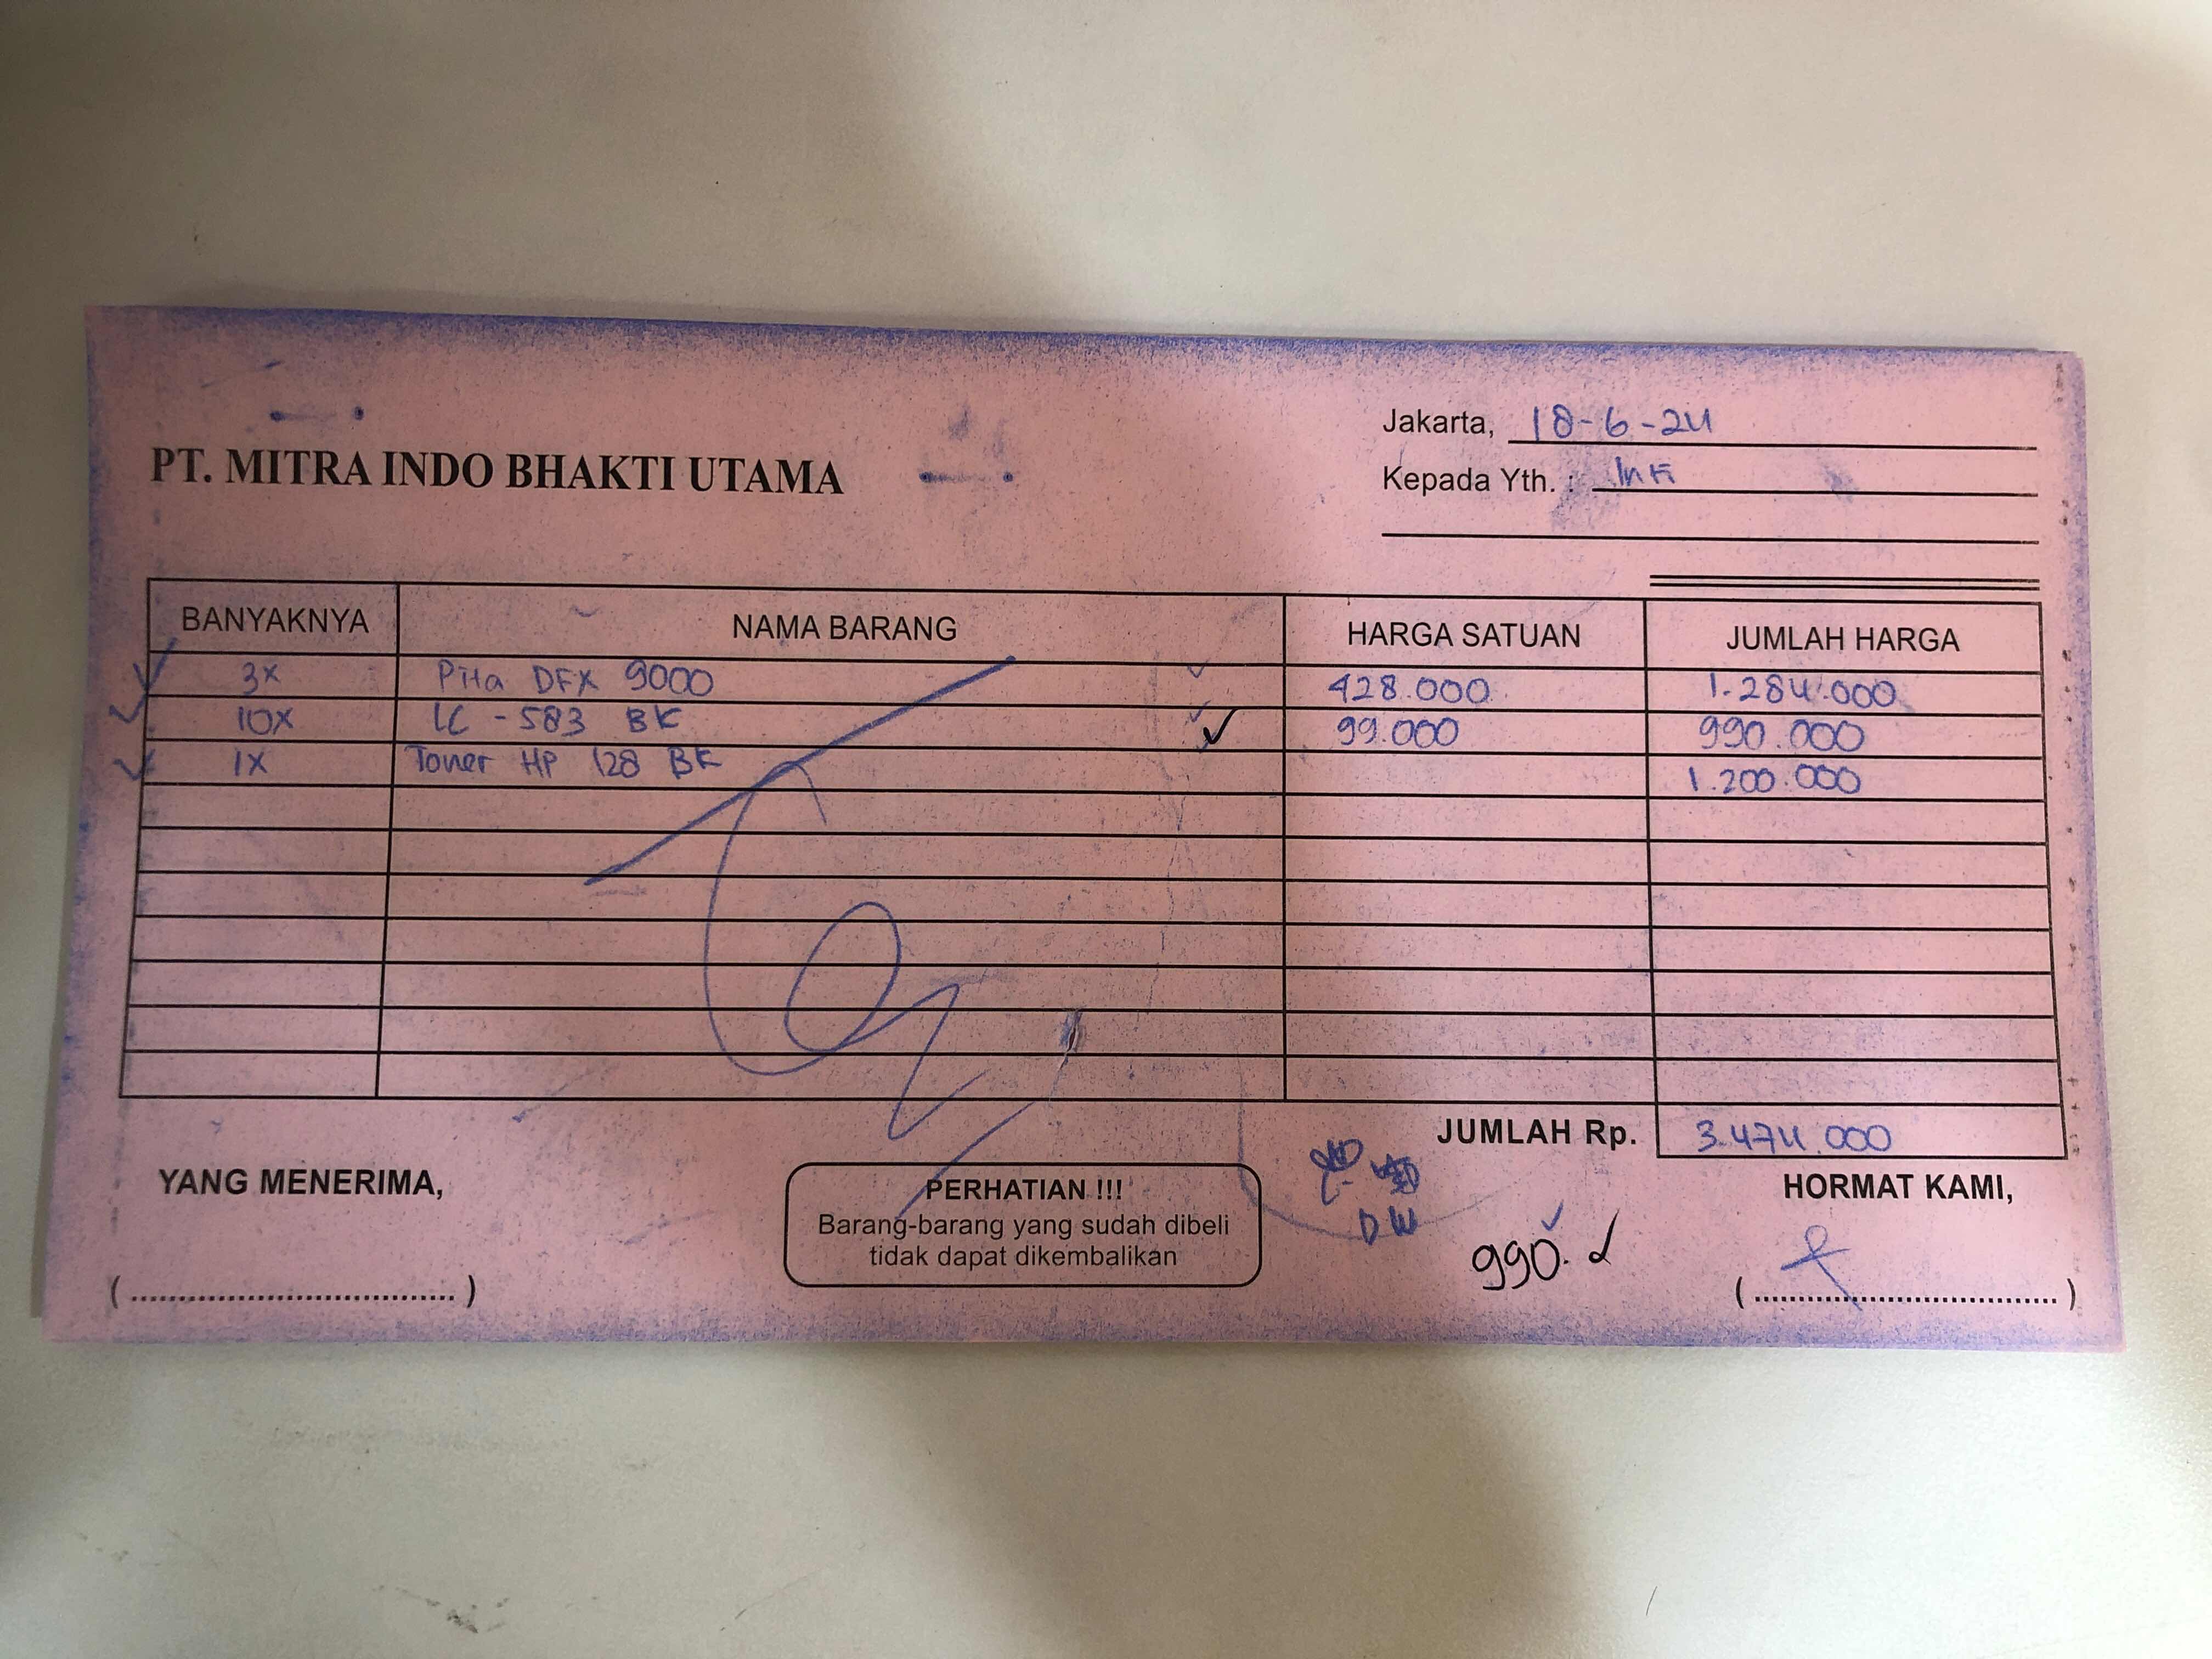 Jakarta, 18-6-24
PT. MITRA INDO BHAKTI UTAMA
Kepada Yth. : Inti
BANYAKNYA NAMA BARANG HARGA SATUAN JUMLAH HARGA
3x Pita DFX 9000 428.000 1.284.000
10x LC - 583 BK 99.000 990.000
1x Toner HP 128 BK 1.200.000
JUMLAH Rp. 3.474.000
YANG MENERIMA,
PERHATIAN !!!
Barang-barang yang sudah dibeli
tidak dapat dikembalikan
DW
990.
HORMAT KAMI,
(................................)
(................................)